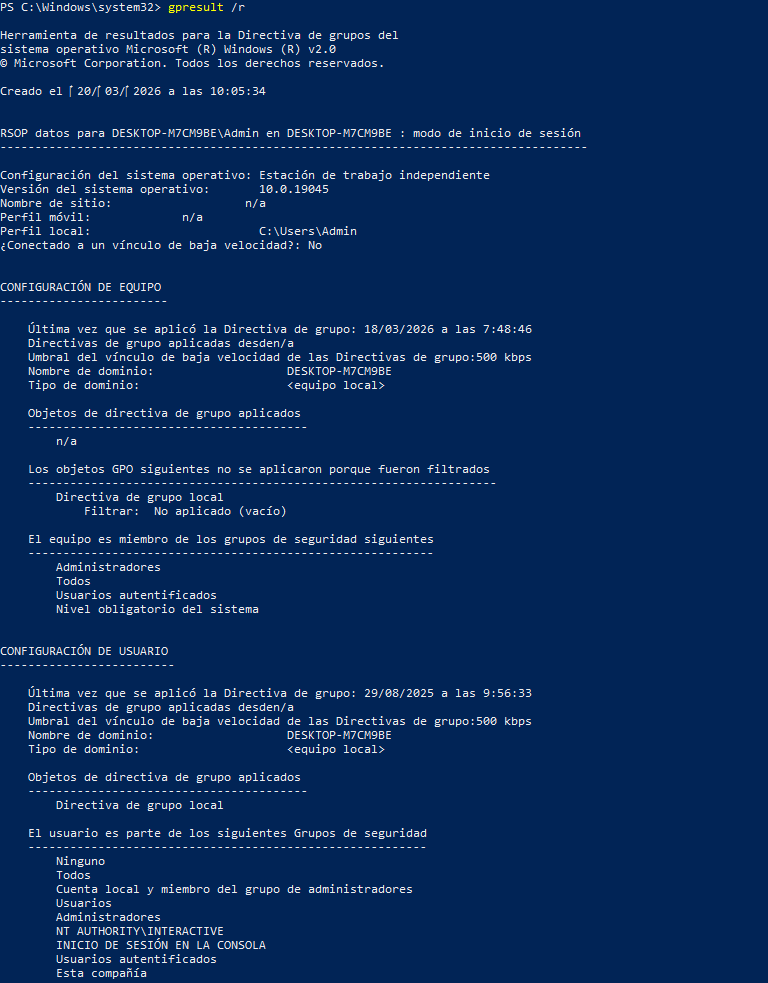 PS C:\Windows\system32> gpresult /r
Herramienta de resultados para la Directiva de grupos del
sistema operativo Microsoft (R) Windows (R) v2.0
© Microsoft Corporation. Todos los derechos reservados.
Creado el 20/ 03/ 2026 a las 10:05:34
RSOP datos para DESKTOP-M7CM9BE\Admin en DESKTOP-M7CM9BE : modo de inicio de sesión
------------------------------------------------------------------------------------
Configuración del sistema operativo: Estación de trabajo independiente
Versión del sistema operativo:       10.0.19045
Nombre de sitio:                   n/a
Perfil móvil:             n/a
Perfil local:                        C:\Users\Admin
¿Conectado a un vínculo de baja velocidad?: No
CONFIGURACIÓN DE EQUIPO
------------------------
    Última vez que se aplicó la Directiva de grupo: 18/03/2026 a las 7:48:46
    Directivas de grupo aplicadas desden/a
    Umbral del vínculo de baja velocidad de las Directivas de grupo:500 kbps
    Nombre de dominio:                   DESKTOP-M7CM9BE
    Tipo de dominio:                     <equipo local>
    Objetos de directiva de grupo aplicados
    ----------------------------------------
        n/a
    Los objetos GPO siguientes no se aplicaron porque fueron filtrados
    -------------------------------------------------------------------
        Directiva de grupo local
            Filtrar:  No aplicado (vacío)
    El equipo es miembro de los grupos de seguridad siguientes
    ----------------------------------------------------------
        Administradores
        Todos
        Usuarios autentificados
        Nivel obligatorio del sistema
CONFIGURACIÓN DE USUARIO
-------------------------
    Última vez que se aplicó la Directiva de grupo: 29/08/2025 a las 9:56:33
    Directivas de grupo aplicadas desden/a
    Umbral del vínculo de baja velocidad de las Directivas de grupo:500 kbps
    Nombre de dominio:                   DESKTOP-M7CM9BE
    Tipo de dominio:                     <equipo local>
    Objetos de directiva de grupo aplicados
    ----------------------------------------
        Directiva de grupo local
    El usuario es parte de los siguientes Grupos de seguridad
    ---------------------------------------------------------
        Ninguno
        Todos
        Cuenta local y miembro del grupo de administradores
        Usuarios
        Administradores
        NT AUTHORITY\INTERACTIVE
        INICIO DE SESIÓN EN LA CONSOLA
        Usuarios autentificados
        Esta compañía